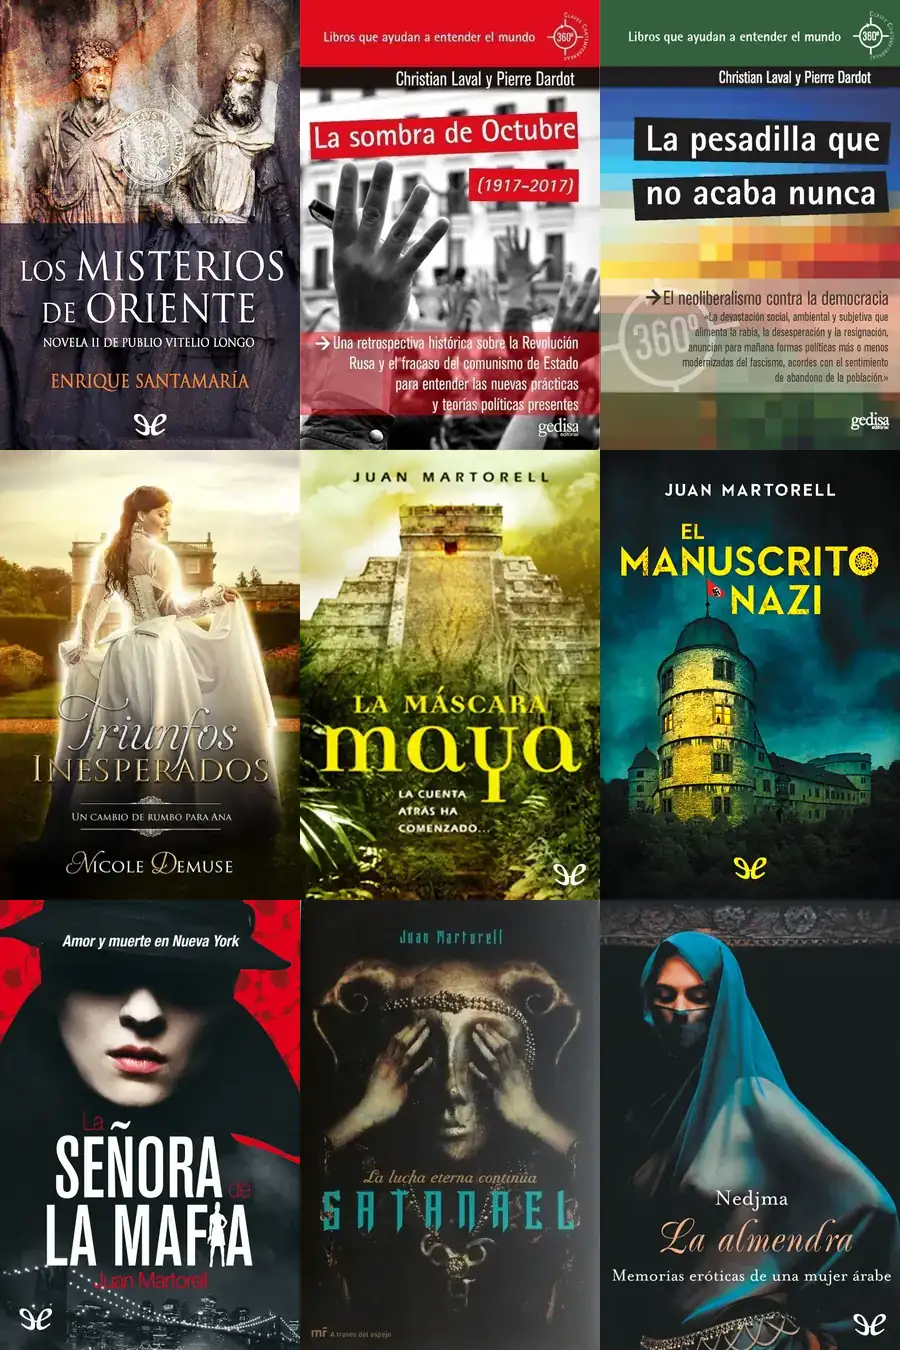 LOS MISTERIOS
DE ORIENTE
NOVELA II DE PUBLIO VITELIO LONGO
ENRIQUE SANTAMARÍA
Libros que ayudan a entender el mundo
360º
Christian Laval y Pierre Dardot
La sombra de Octubre
(1917-2017)
Una retrospectiva histórica sobre la Revolución
Rusa y el fracaso del comunismo de Estado
para entender las nuevas prácticas
y teorías políticas presentes
gedisa
editorial
Libros que ayudan a entender el mundo
360º
Christian Laval y Pierre Dardot
La pesadilla que
no acaba nunca
El neoliberalismo contra la democracia
«La devastación social, ambiental y subjetiva que
alimenta la rabia, la desesperación y la resignación,
anuncian para mañana formas políticas más o menos
modernizadas del fascismo, acordes con el sentimiento
de abandono de la población.»
360º
gedisa
editorial
Triunfos
INESPERADOS
UN CAMBIO DE RUMBO PARA ANA
NICOLE DEMUSE
JUAN MARTORELL
LA MÁSCARA
maya
LA CUENTA
ATRÁS HA
COMENZADO...
JUAN MARTORELL
EL
MANUSCRITO
NAZI
Amor y muerte en Nueva York
La
SEÑORA
de
LA MAFIA
Juan Martorell
Juan Martorell
La lucha eterna continúa
SATANAEL
mr A través del espejo
Nedjma
La almendra
Memorias eróticas de una mujer árabe